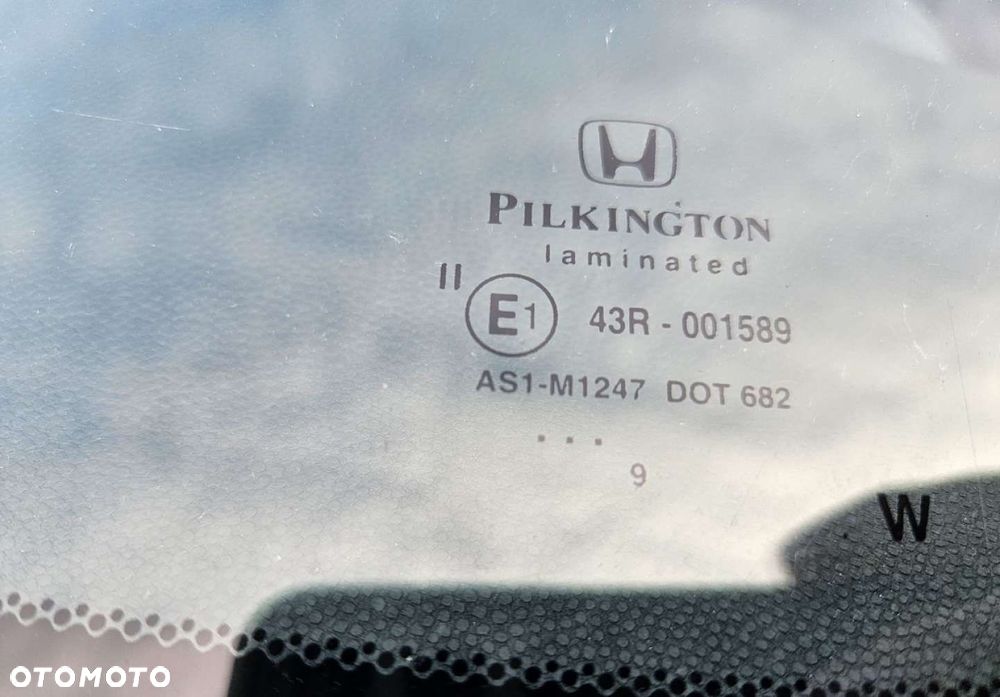 PILKINGTON
laminated
II E1 43R - 001589
AS1-M1247 DOT 682
. . .
9
W
OTOMOTO